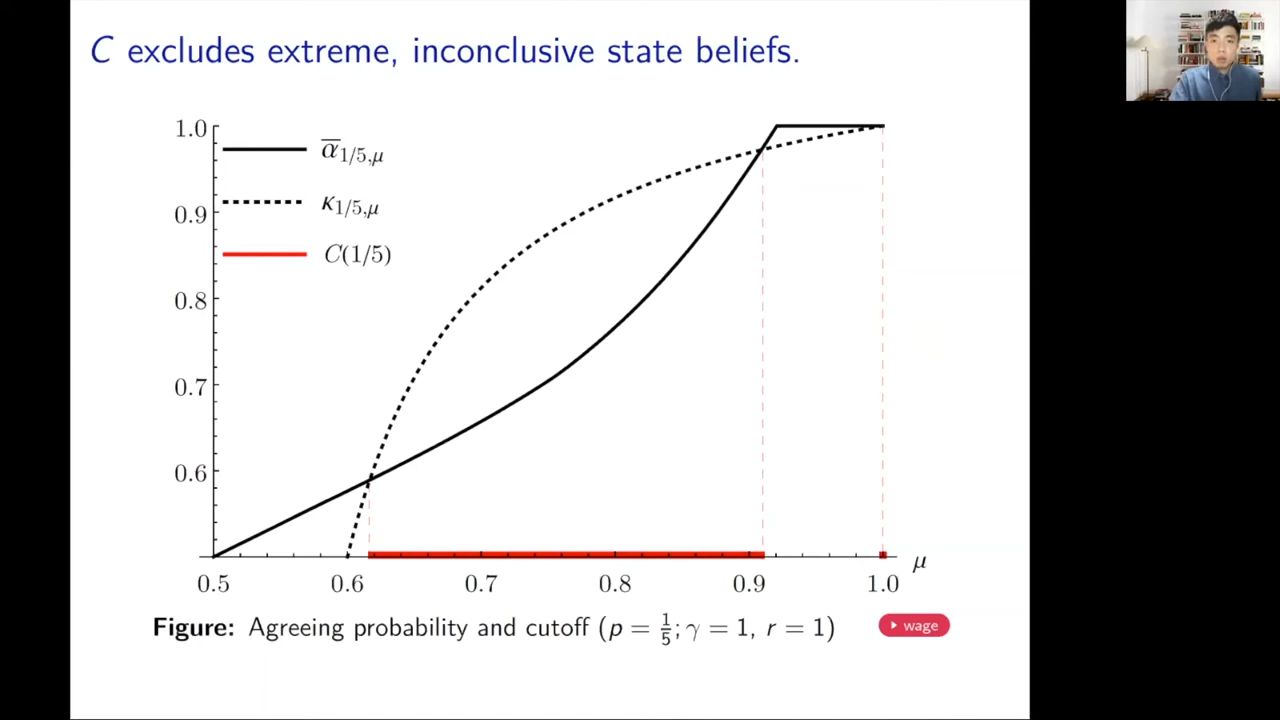 C excludes extreme, inconclusive state beliefs.
1.0
α̅1/5,μ
κ1/5,μ
0.9
C(1/5)
0.8
0.7
0.6
μ
0.5 0.6 0.7 0.8 0.9 1.0
Figure: Agreeing probability and cutoff (p = 1/5; γ = 1, r = 1)
wage